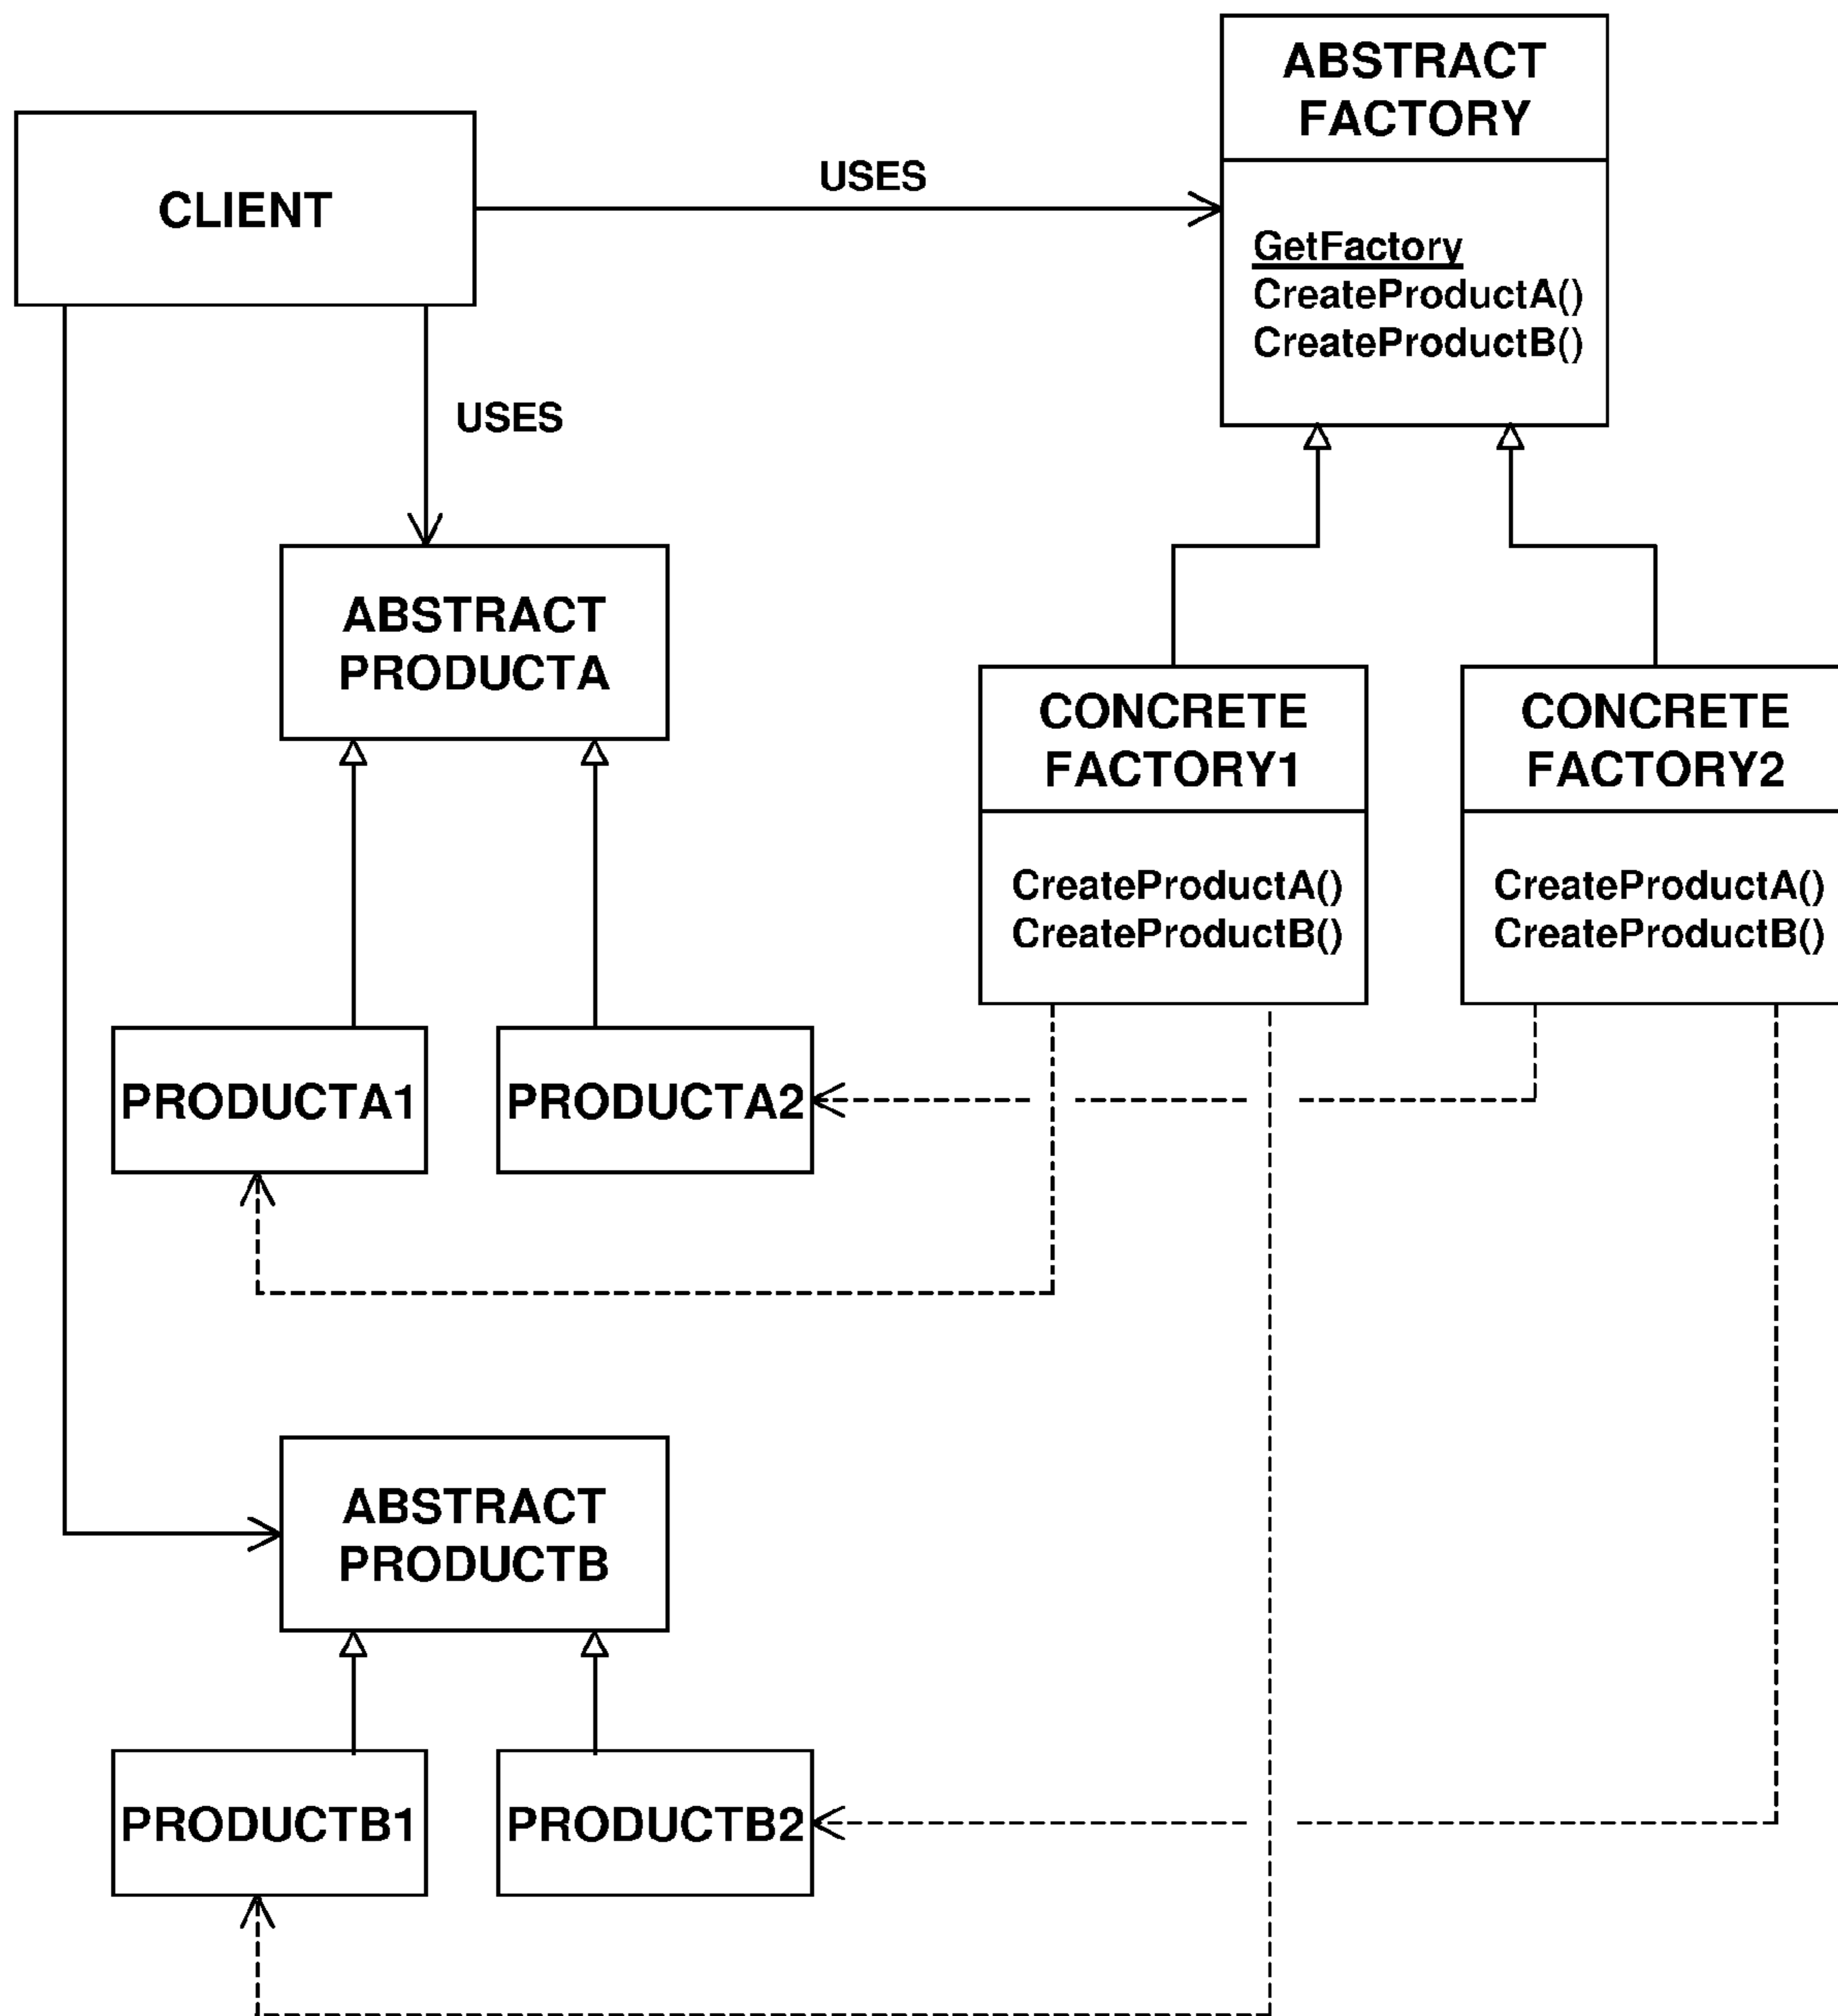 ABSTRACT
FACTORY
CLIENT
USES
GetFactory
CreateProductA()
CreateProductB()
USES
ABSTRACT
PRODUCTA
CONCRETE
FACTORY1
CONCRETE
FACTORY2
CreateProductA()
CreateProductB()
CreateProductA()
CreateProductB()
PRODUCTA1
PRODUCTA2
ABSTRACT
PRODUCTB
PRODUCTB1
PRODUCTB2